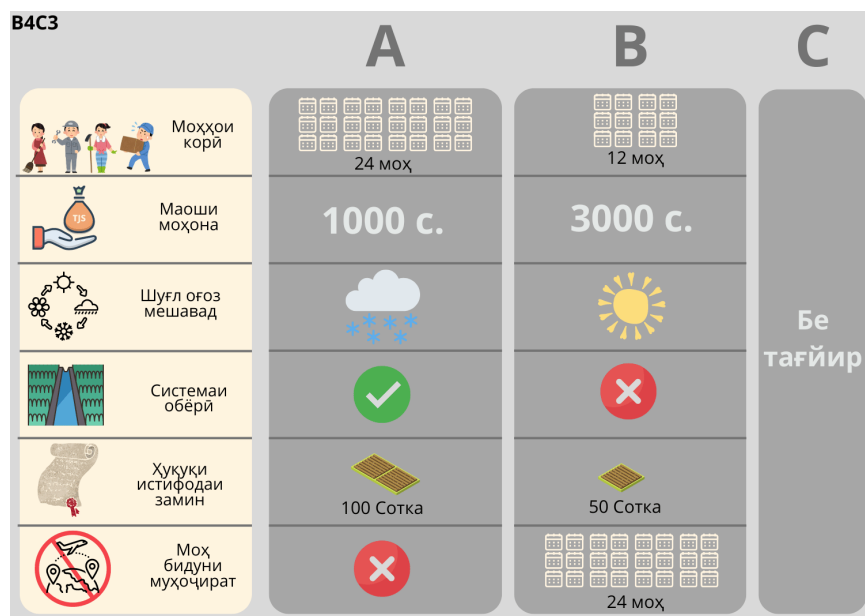 B4C3
A
B
C
Моҳҳои
корӣ
24 моҳ
12 моҳ
TJS
Маоши
моҳона
1000 с.
3000 с.
Шуғл оғоз
мешавад
Бе
тағйир
Системаи
обёрӣ
Ҳуқуқи
истифодаи
замин
100 Сотка
50 Сотка
Моҳ
бидуни
муҳоҷират
24 моҳ